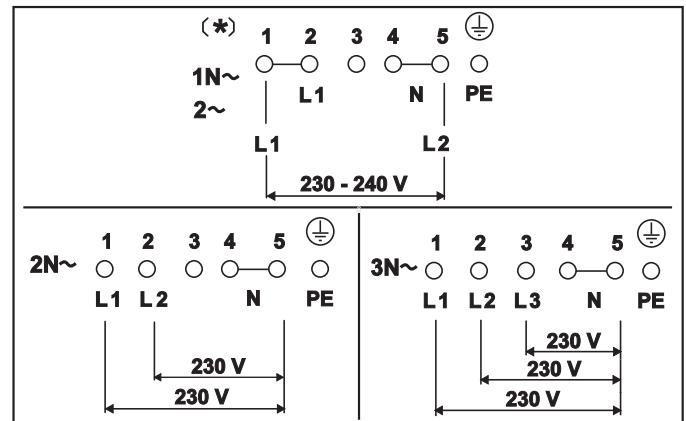 (*) 1 2 3 4 5
1N~ L1 N PE
2~
L1 L2
230 - 240 V
1 2 3 4 5
2N~
L1 L2 N PE
230 V
230 V
1 2 3 4 5
3N~
L1 L2 L3 N PE
230 V
230 V
230 V